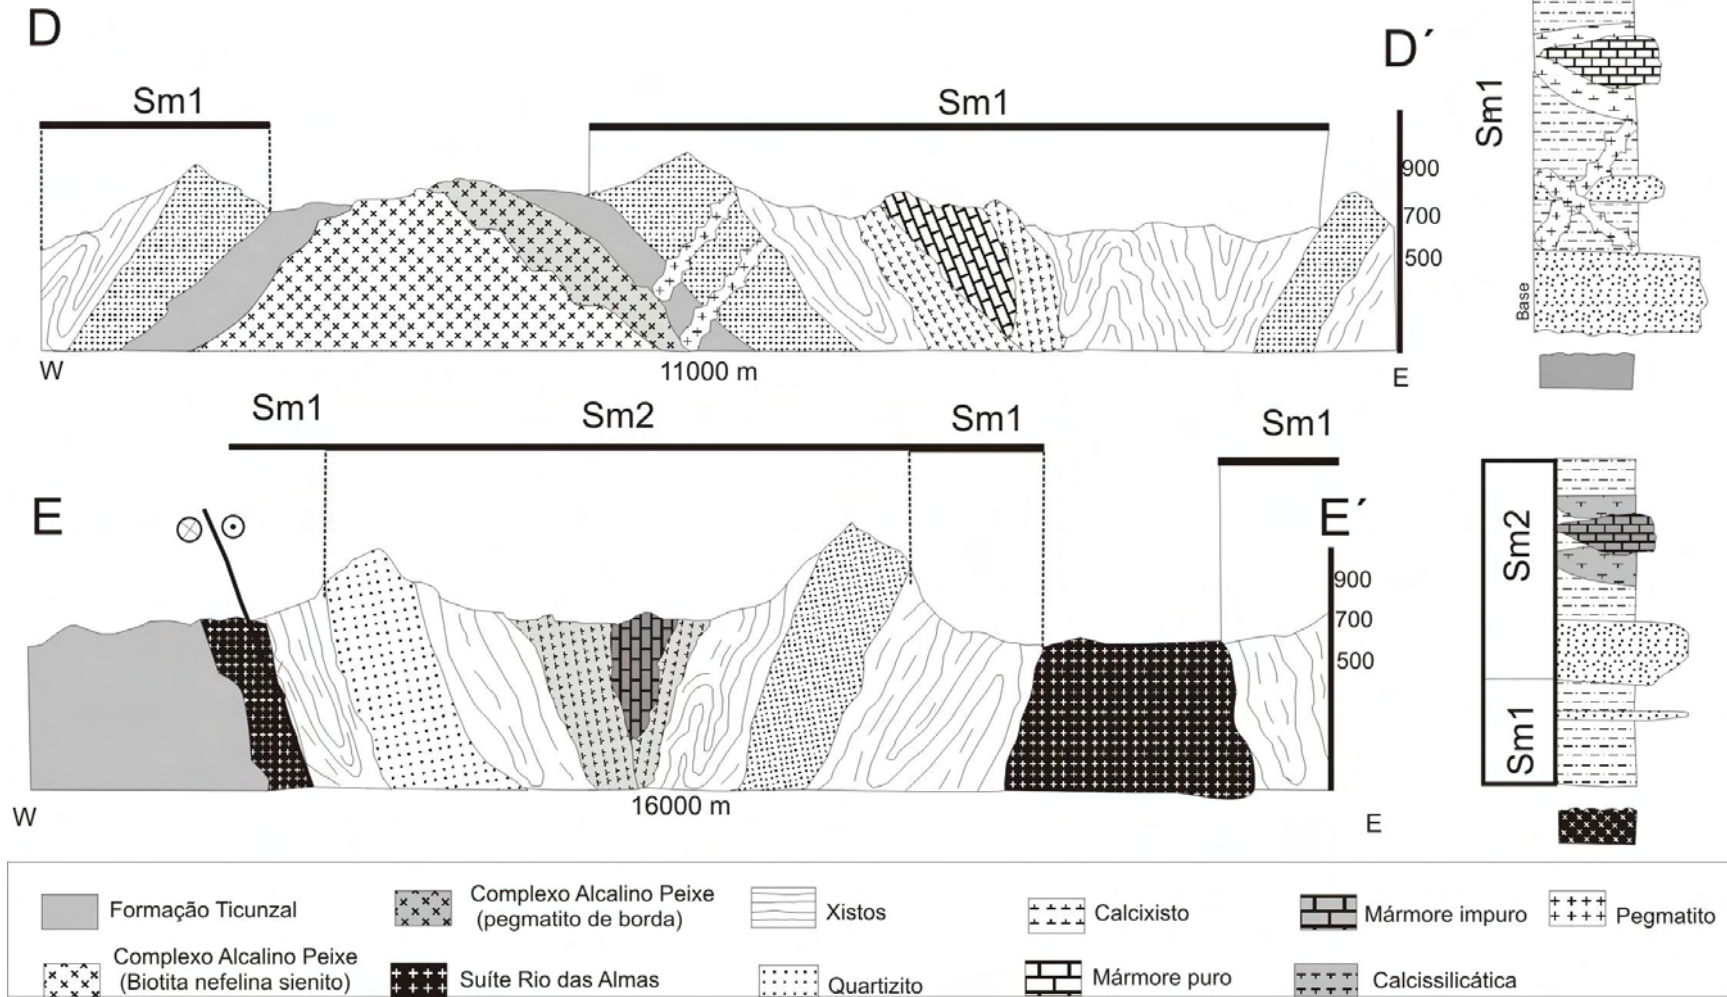 D
D´
Sm1
Sm1
900
700
500
W
11000 m
E
Sm1
Base
Sm1
Sm2
Sm1
Sm1
E
E´
900
700
500
W
16000 m
E
Sm2
Sm1
Formação Ticunzal
Complexo Alcalino Peixe
(pegmatito de borda)
Xistos
Calcixisto
Mármore impuro
Pegmatito
Complexo Alcalino Peixe
(Biotita nefelina sienito)
Suíte Rio das Almas
Quartizito
Mármore puro
Calcissilicática